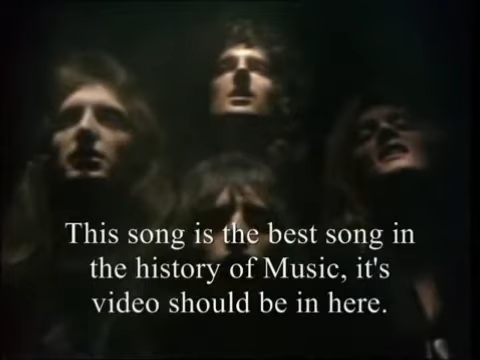 This song is the best song in
the history of Music, it's
video should be in here.